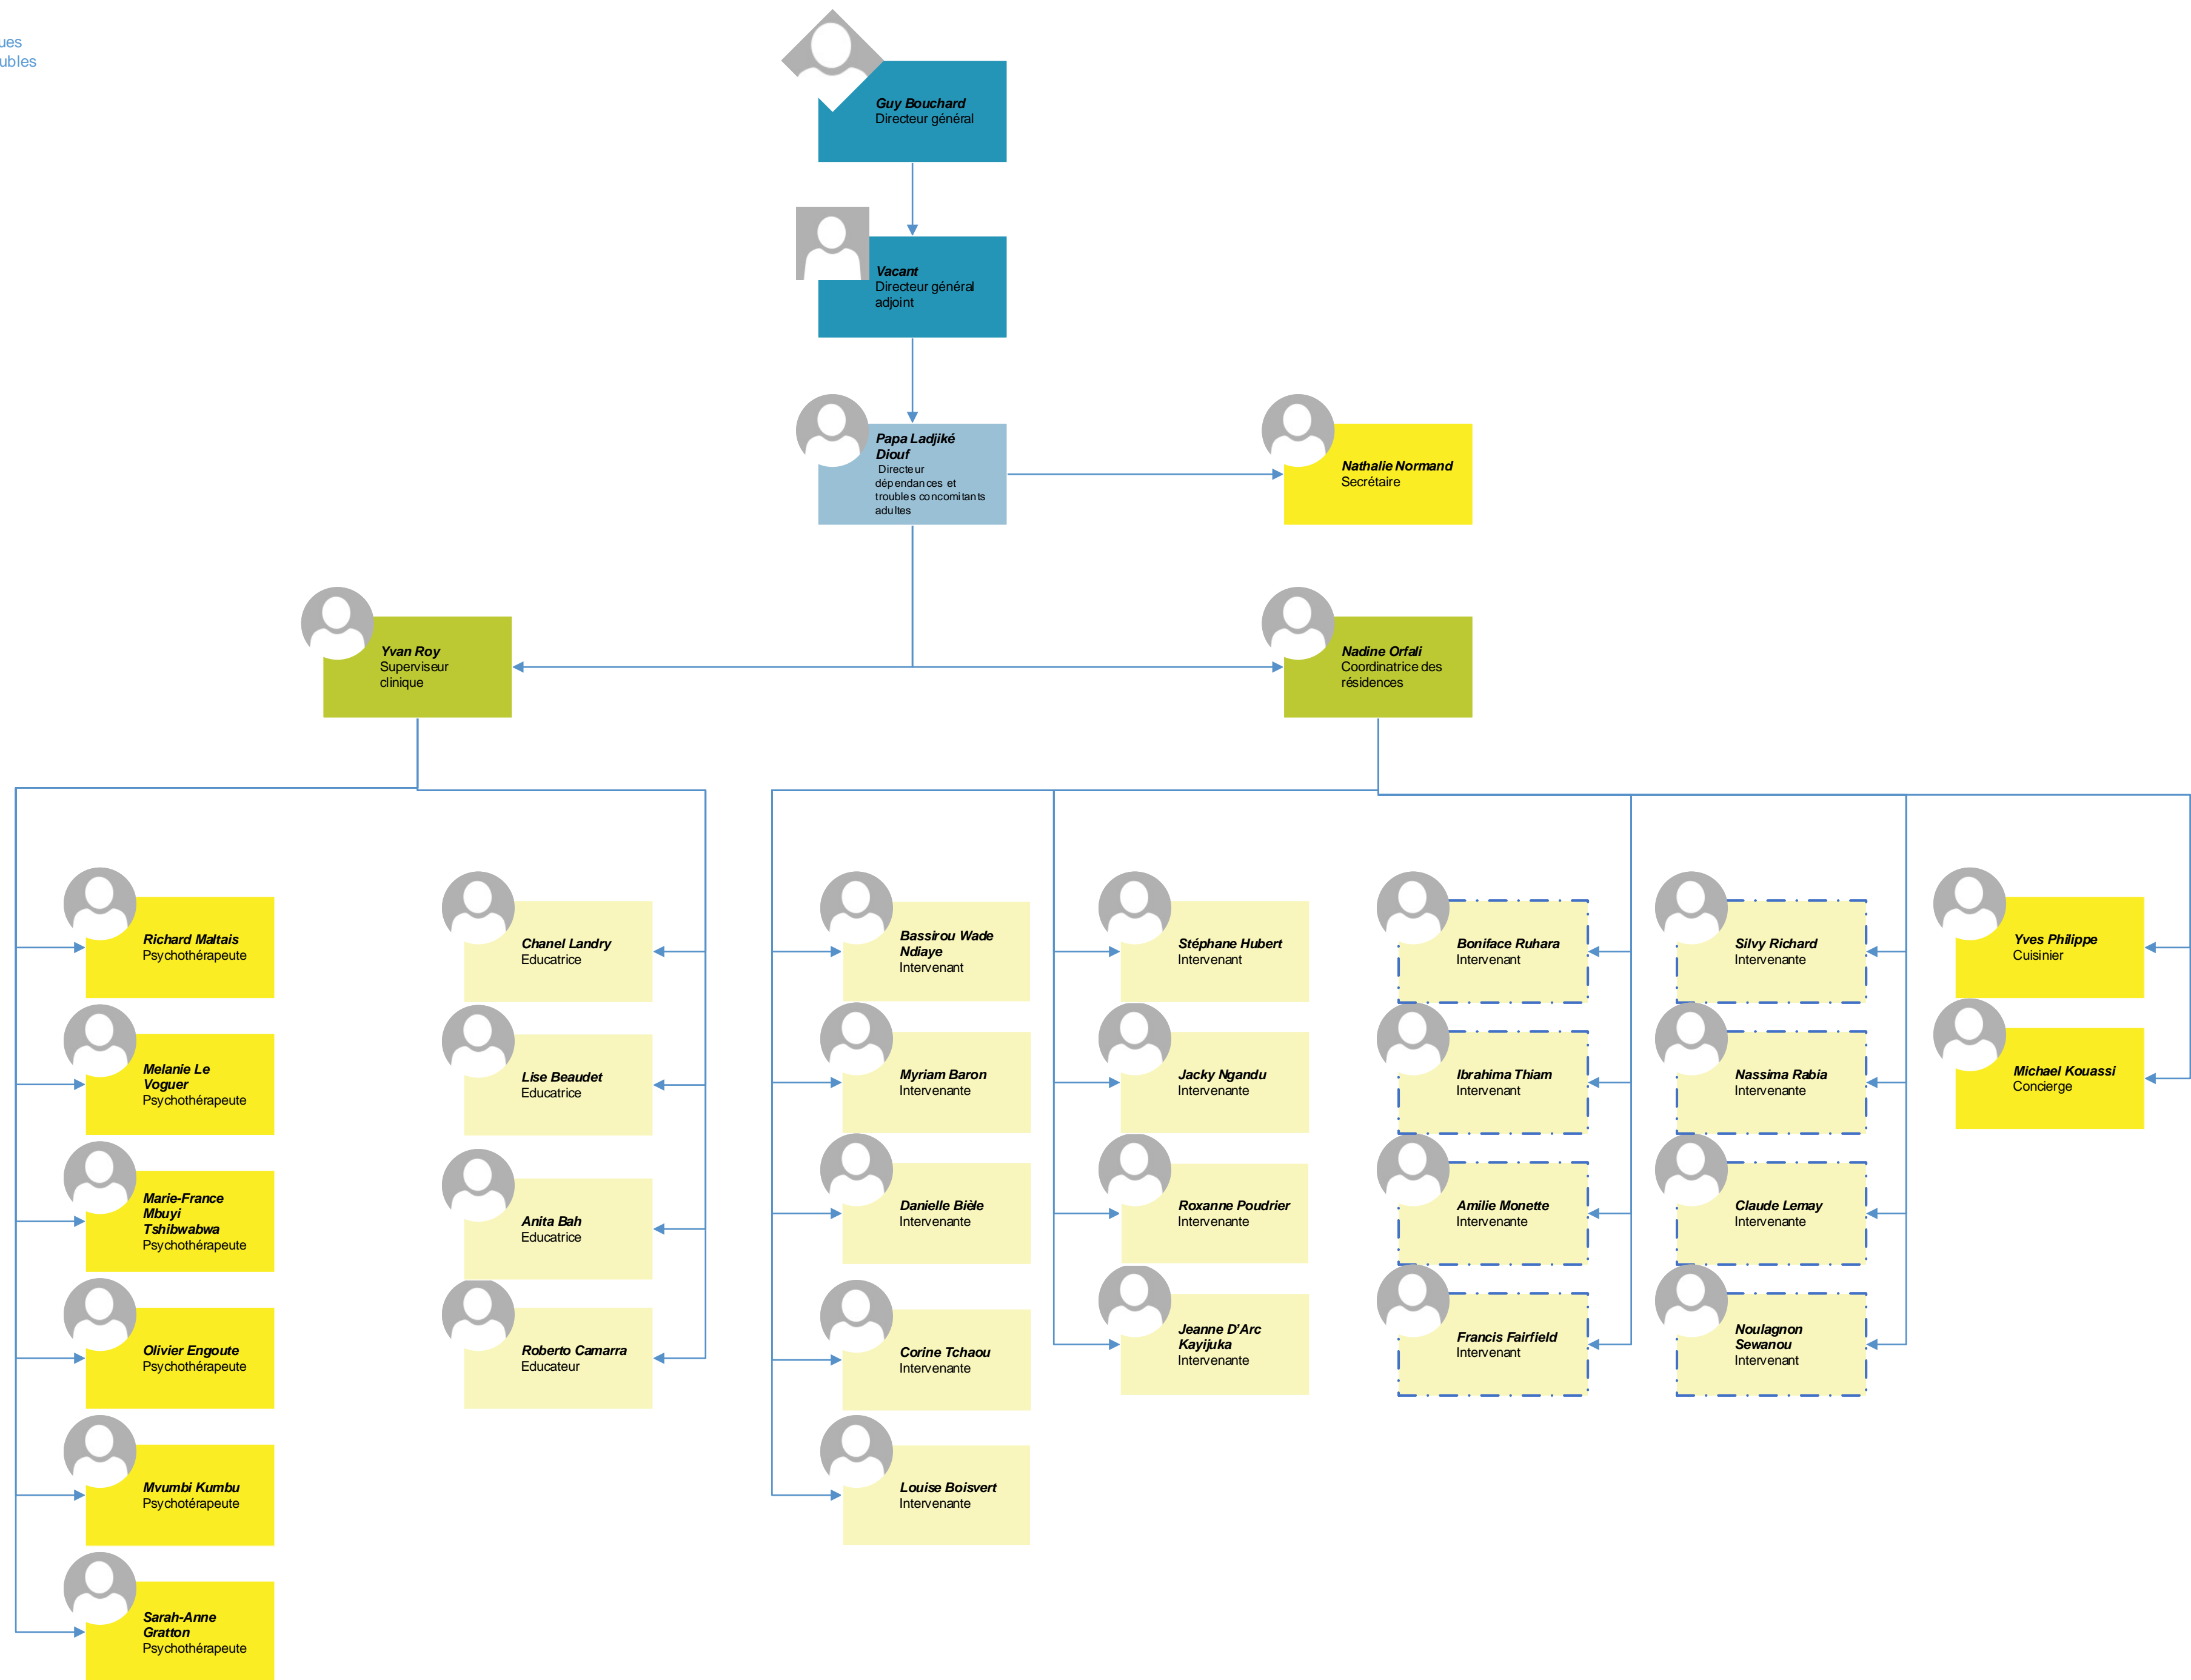 ues
ubles
Guy Bouchard
Directeur général
Vacant
Directeur général
adjoint
Papa Ladjiké
Diouf
Directeur
dépendances et
troubles concomitants
adultes
Nathalie Normand
Secrétaire
Yvan Roy
Superviseur
clinique
Nadine Orfali
Coordinatrice des
résidences
Richard Maltais
Psychothérapeute
Melanie Le
Voguer
Psychothérapeute
Marie-France
Mbuyi
Tshibwabwa
Psychothérapeute
Olivier Engoute
Psychothérapeute
Mvumbi Kumbu
Psychotérapeute
Sarah-Anne
Gratton
Psychothérapeute
Chanel Landry
Educatrice
Lise Beaudet
Educatrice
Anita Bah
Educatrice
Roberto Camarra
Educateur
Bassirou Wade
Ndiaye
Intervenant
Myriam Baron
Intervenante
Danielle Bièle
Intervenante
Corine Tchaou
Intervenante
Louise Boisvert
Intervenante
Stéphane Hubert
Intervenant
Jacky Ngandu
Intervenante
Roxanne Poudrier
Intervenante
Jeanne D’Arc
Kayijuka
Intervenante
Boniface Ruhara
Intervenant
Ibrahima Thiam
Intervenant
Amilie Monette
Intervenante
Francis Fairfield
Intervenant
Silvy Richard
Intervenante
Nassima Rabia
Intervenante
Claude Lemay
Intervenante
Noulagnon
Sewanou
Intervenant
Yves Philippe
Cuisinier
Michael Kouassi
Concierge